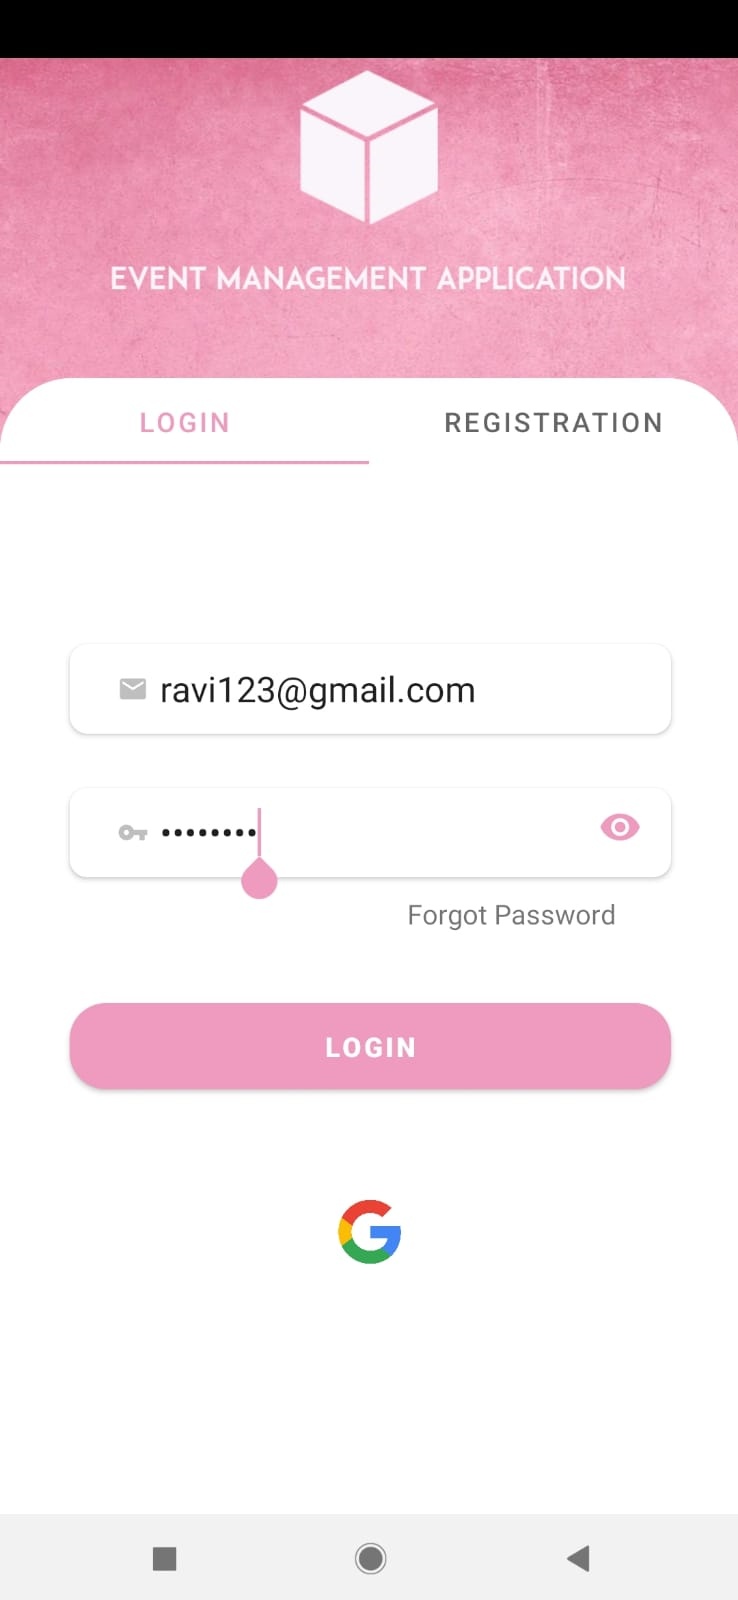 EVENT MANAGEMENT APPLICATION
LOGIN
REGISTRATION
ravi123@gmail.com
••••••••
Forgot Password
LOGIN